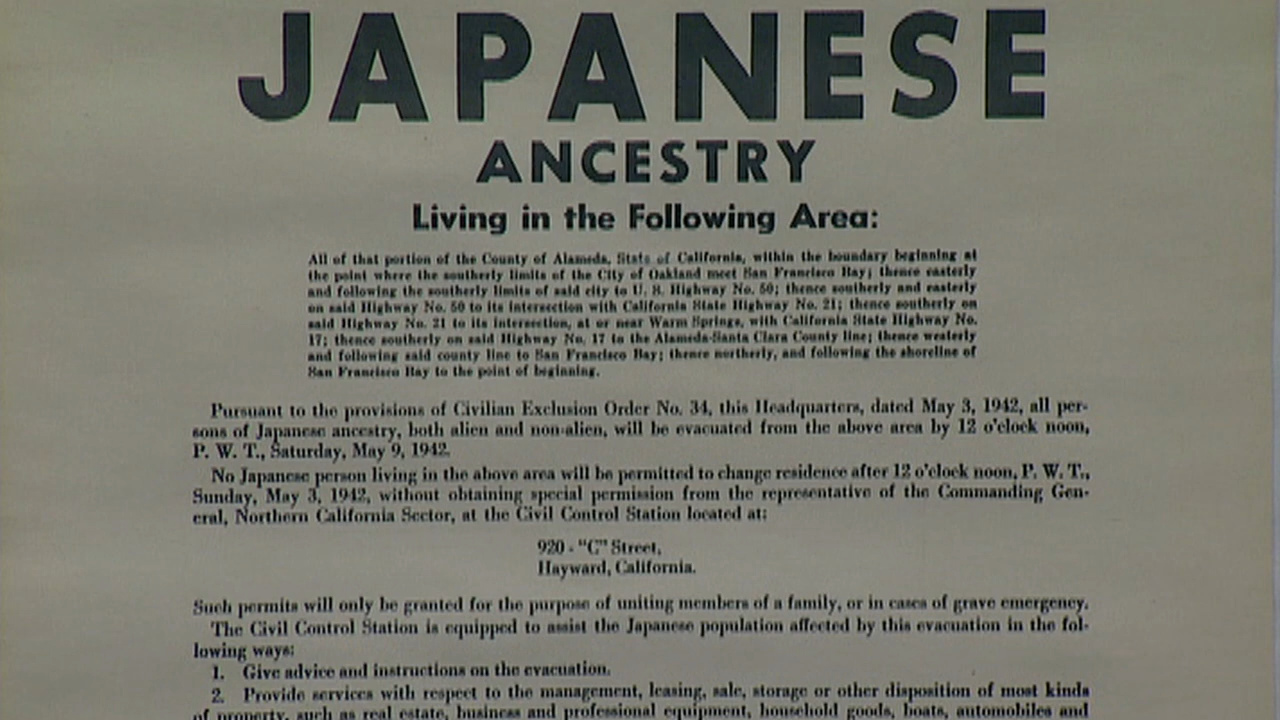 JAPANESE
ANCESTRY
Living in the Following Area:
All of that portion of the County of Alameda, State of California, within the boundary beginning at
the point where the southerly limits of the City of Oakland meet San Francisco Bay; thence easterly
and following the southerly limits of said city to U. S. Highway No. 50; thence southerly and easterly
on said Highway No. 50 to its intersection with California State Highway No. 21; thence southerly on
said Highway No. 21 to its intersection, at or near Warm Springs, with California State Highway No.
17; thence southerly on said Highway No. 17 to the Alameda-Santa Clara County line; thence westerly
and following said county line to San Francisco Bay; thence northerly, and following the shoreline of
San Francisco Bay to the point of beginning.
Pursuant to the provisions of Civilian Exclusion Order No. 34, this Headquarters, dated May 3, 1942, all per-
sons of Japanese ancestry, both alien and non-alien, will be evacuated from the above area by 12 o'clock noon,
P. W. T., Saturday, May 9, 1942.
No Japanese person living in the above area will be permitted to change residence after 12 o'clock noon, P. W. T.,
Sunday, May 3, 1942, without obtaining special permission from the representative of the Commanding Gen-
eral, Northern California Sector, at the Civil Control Station located at:
920 - "C" Street,
Hayward, California.
Such permits will only be granted for the purpose of uniting members of a family, or in cases of grave emergency.
The Civil Control Station is equipped to assist the Japanese population affected by this evacuation in the fol-
lowing ways:
1. Give advice and instructions on the evacuation.
2. Provide services with respect to the management, leasing, sale, storage or other disposition of most kinds
of property, such as real estate, business and professional equipment, household goods, boats, automobiles and